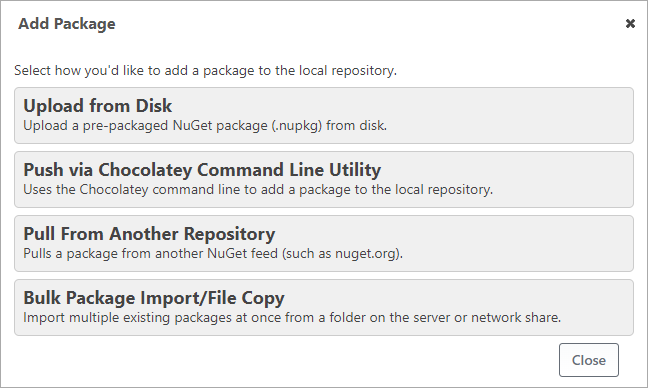 Add Package
Select how you'd like to add a package to the local repository.
Upload from Disk
Upload a pre-packaged NuGet package (.nupkg) from disk.
Push via Chocolatey Command Line Utility
Uses the Chocolatey command line to add a package to the local repository.
Pull From Another Repository
Pulls a package from another NuGet feed (such as nuget.org).
Bulk Package Import/File Copy
Import multiple existing packages at once from a folder on the server or network share.
Close